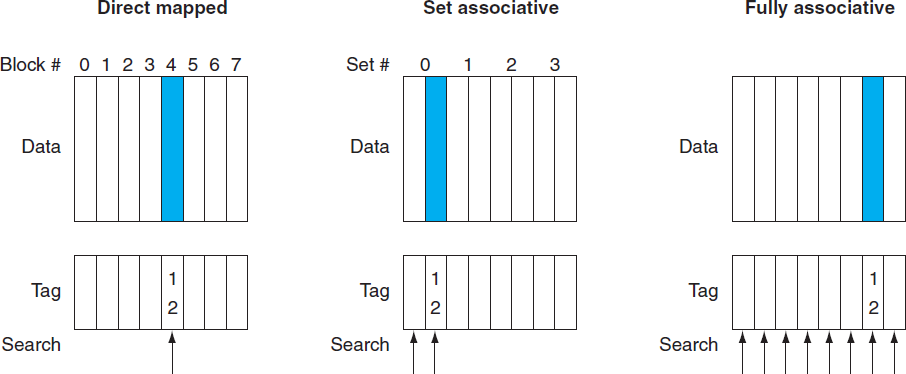 Direct mapped
Set associative
Fully associative
Block # 0 1 2 3 4 5 6 7
Set # 0 1 2 3
Data
Data
Data
Tag
1
2
Tag
1
2
Tag
1
2
Search
Search
Search